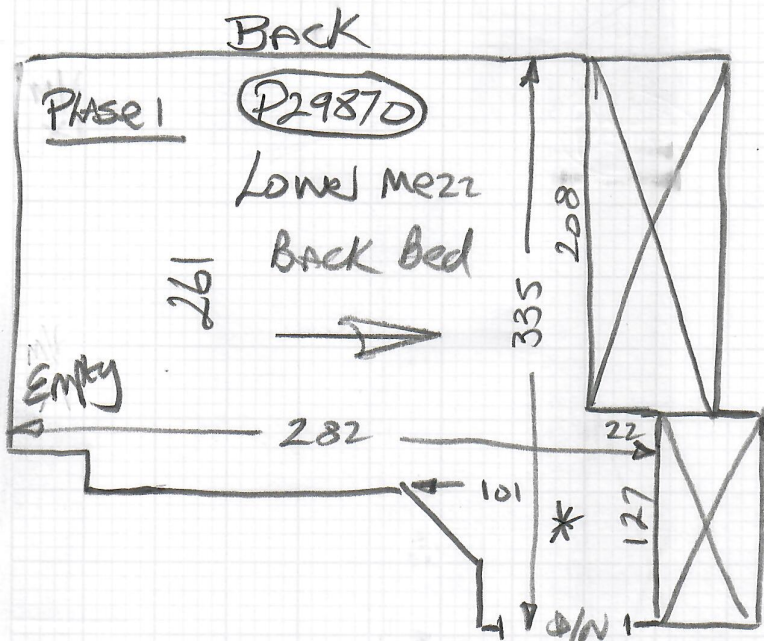 BACK
Phase 1
P29870
Lower Mezz
Back Bed
261
208
335
Empty
282
22
101
*
127